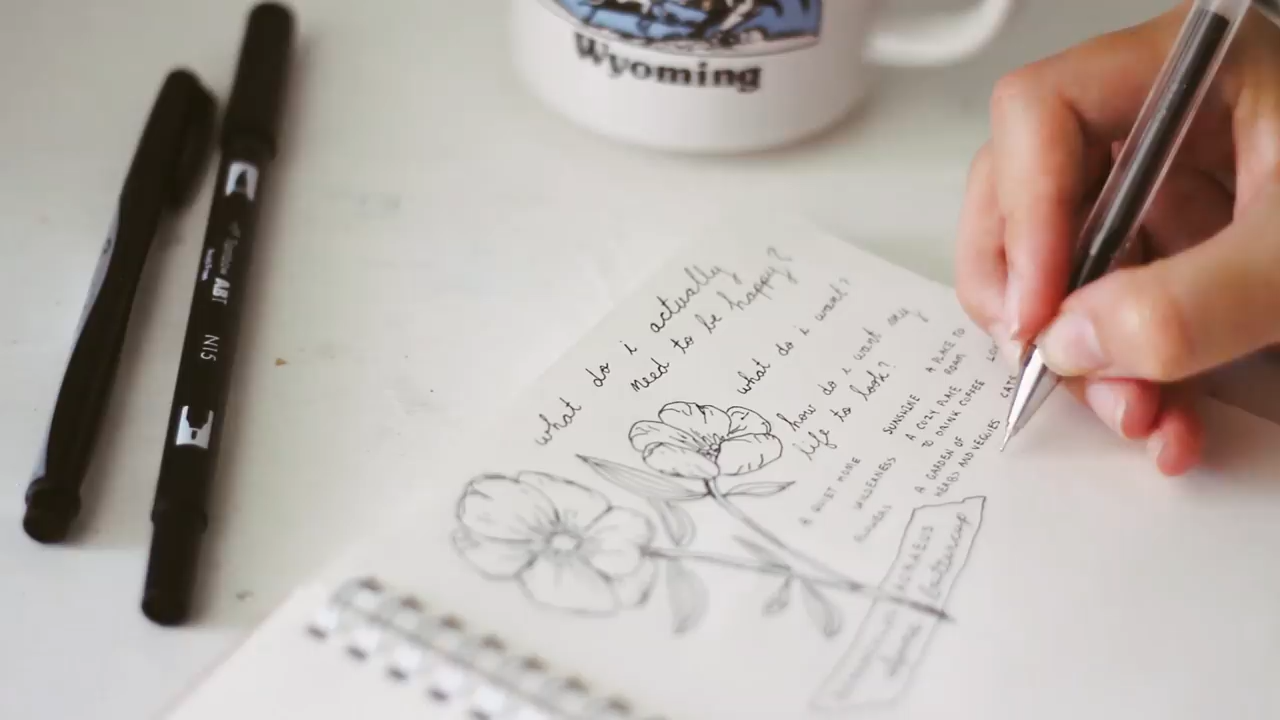 Wyoming
ABT N15
what do i actually
need to be happy?
what do i want?
how do i want my
life to look?
A QUIET HOME
WILDERNESS
FLOWERS
SUNSHINE
A COZY PLACE
TO DRINK COFFEE
A GARDEN OF
HERBS AND VEGGIES
A PLACE TO
ROAM
CATS
buttercup